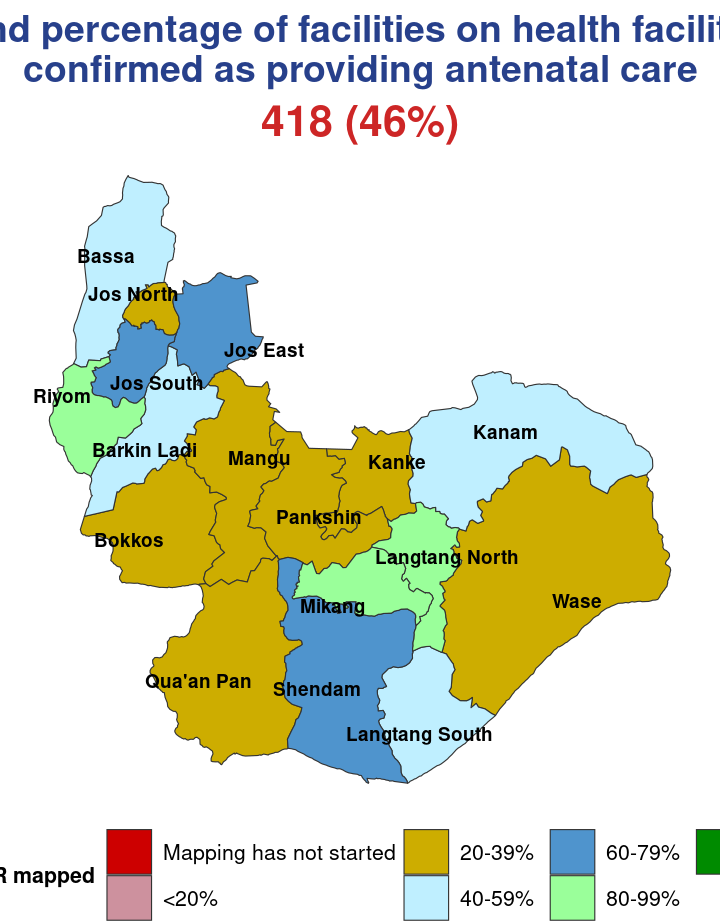 percentage of facilities on health
confirmed as providing antenatal care
418 (46%)
Bassa
Jos North
Jos East
Jos South
Riyom
Kanam
Barkin Ladi
Mangu
Kanke
Pankshin
Bokkos
Langtang North
Mikang
Wase
Qua'an Pan
Shendam
Langtang South
mapped
Mapping has not started
20-39%
60-79%
<20%
40-59%
80-99%